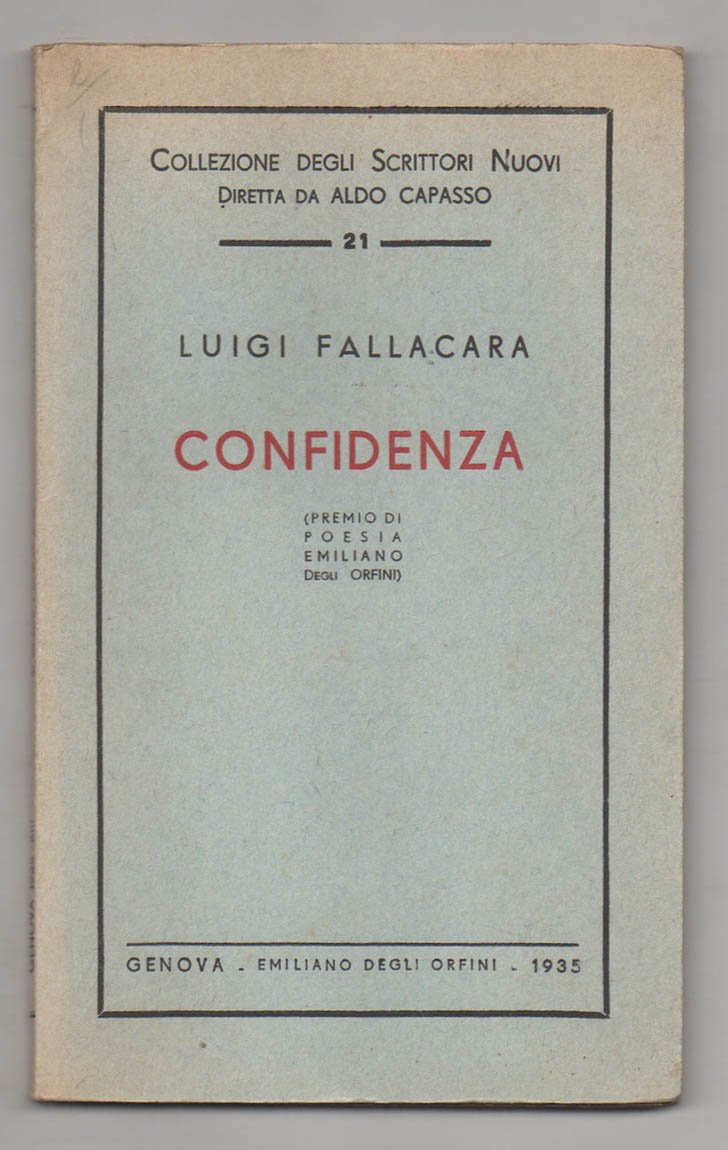 COLLEZIONE DEGLI SCRITTORI NUOVI
DIRETTA DA ALDO CAPASSO
21
LUIGI FALLACARA
CONFIDENZA
(PREMIO DI
POESIA
EMILIANO
DEGLI ORFINI)
GENOVA - EMILIANO DEGLI ORFINI - 1935